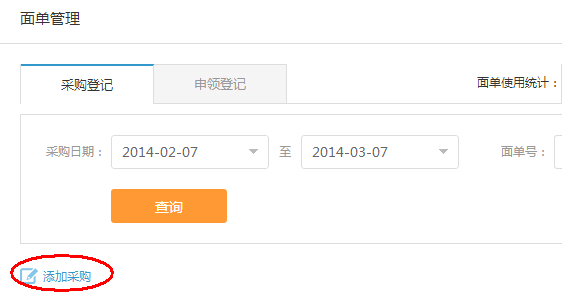 面单管理
采购登记 申领登记 面单使用统计：
采购日期： 2014-02-07 至 2014-03-07 面单号：
查询
添加采购